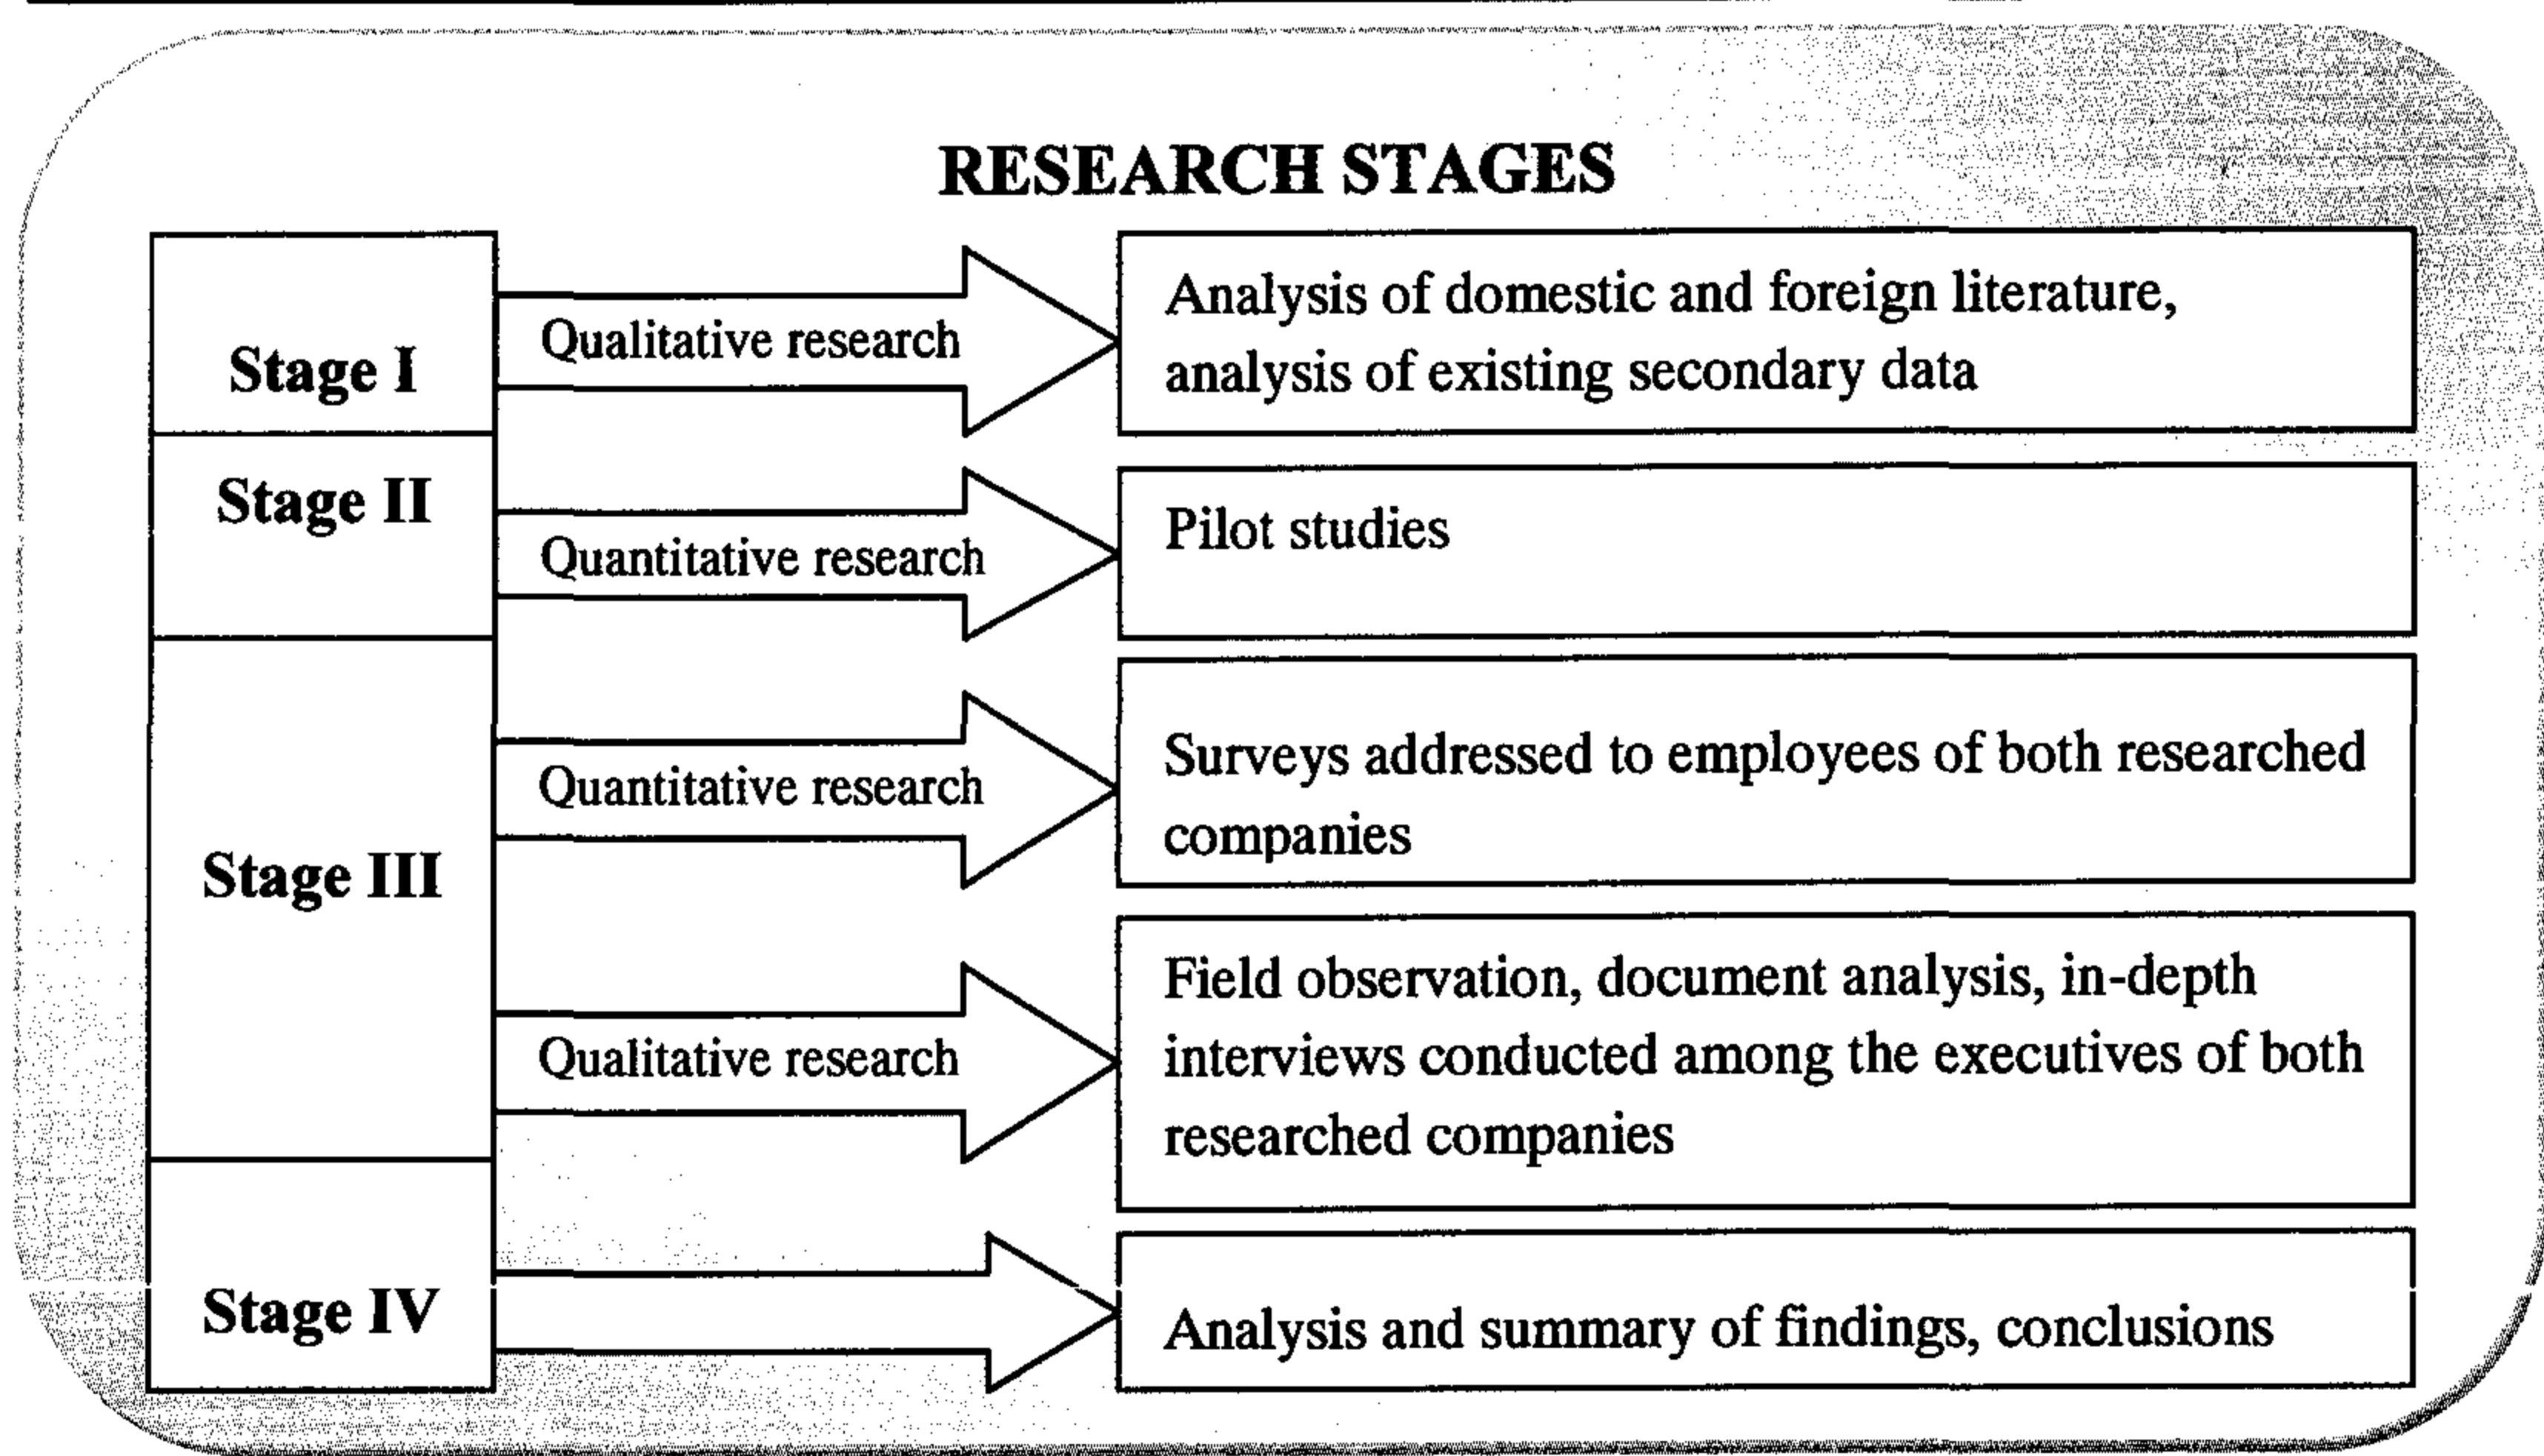 RESEARCH STAGES
Stage I
Qualitative research
Analysis of domestic and foreign literature,
analysis of existing secondary data
Stage II
Quantitative research
Pilot studies
Stage III
Quantitative research
Surveys addressed to employees of both researched
companies
Qualitative research
Field observation, document analysis, in-depth
interviews conducted among the executives of both
researched companies
Stage IV
Analysis and summary of findings, conclusions